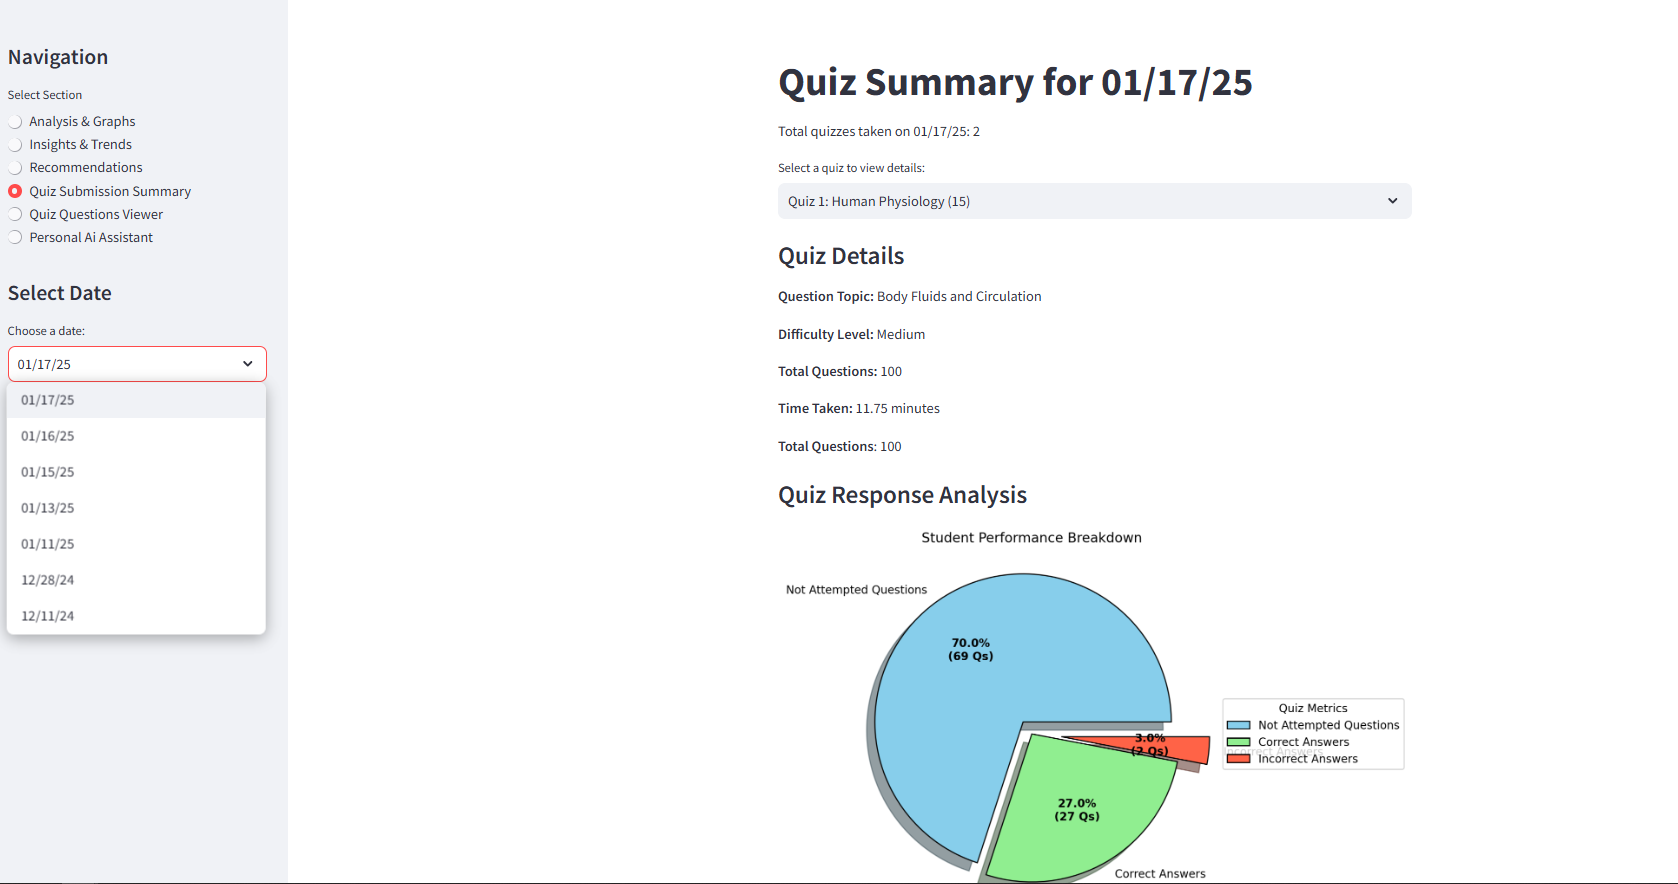 Navigation
Select Section
Analysis & Graphs
Insights & Trends
Recommendations
Quiz Submission Summary
Quiz Questions Viewer
Personal Ai Assistant
Select Date
Choose a date:
01/17/25
01/17/25
01/16/25
01/15/25
01/13/25
01/11/25
12/28/24
12/11/24
Quiz Summary for 01/17/25
Total quizzes taken on 01/17/25: 2
Select a quiz to view details:
Quiz 1: Human Physiology (15)
Quiz Details
Question Topic: Body Fluids and Circulation
Difficulty Level: Medium
Total Questions: 100
Time Taken: 11.75 minutes
Total Questions: 100
Quiz Response Analysis
Student Performance Breakdown
Not Attempted Questions
70.0%
(69 Qs)
3.0%
(2 Qs)
27.0%
(27 Qs)
Correct Answers
Quiz Metrics
Not Attempted Questions
Correct Answers
Incorrect Answers
Incorrect Answers